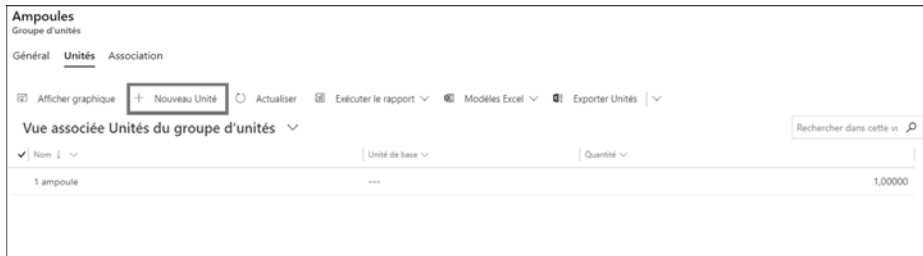 Ampoules
Groupe d'unités
Général Unités Association
Afficher graphique Nouveau Unité Actualiser Exécuter le rapport Modèles Excel Exporter Unités
Vue associée Unités du groupe d'unités Rechercher dans cette vu
Nom Unité de base Quantité
1 ampoule --- 1,00000